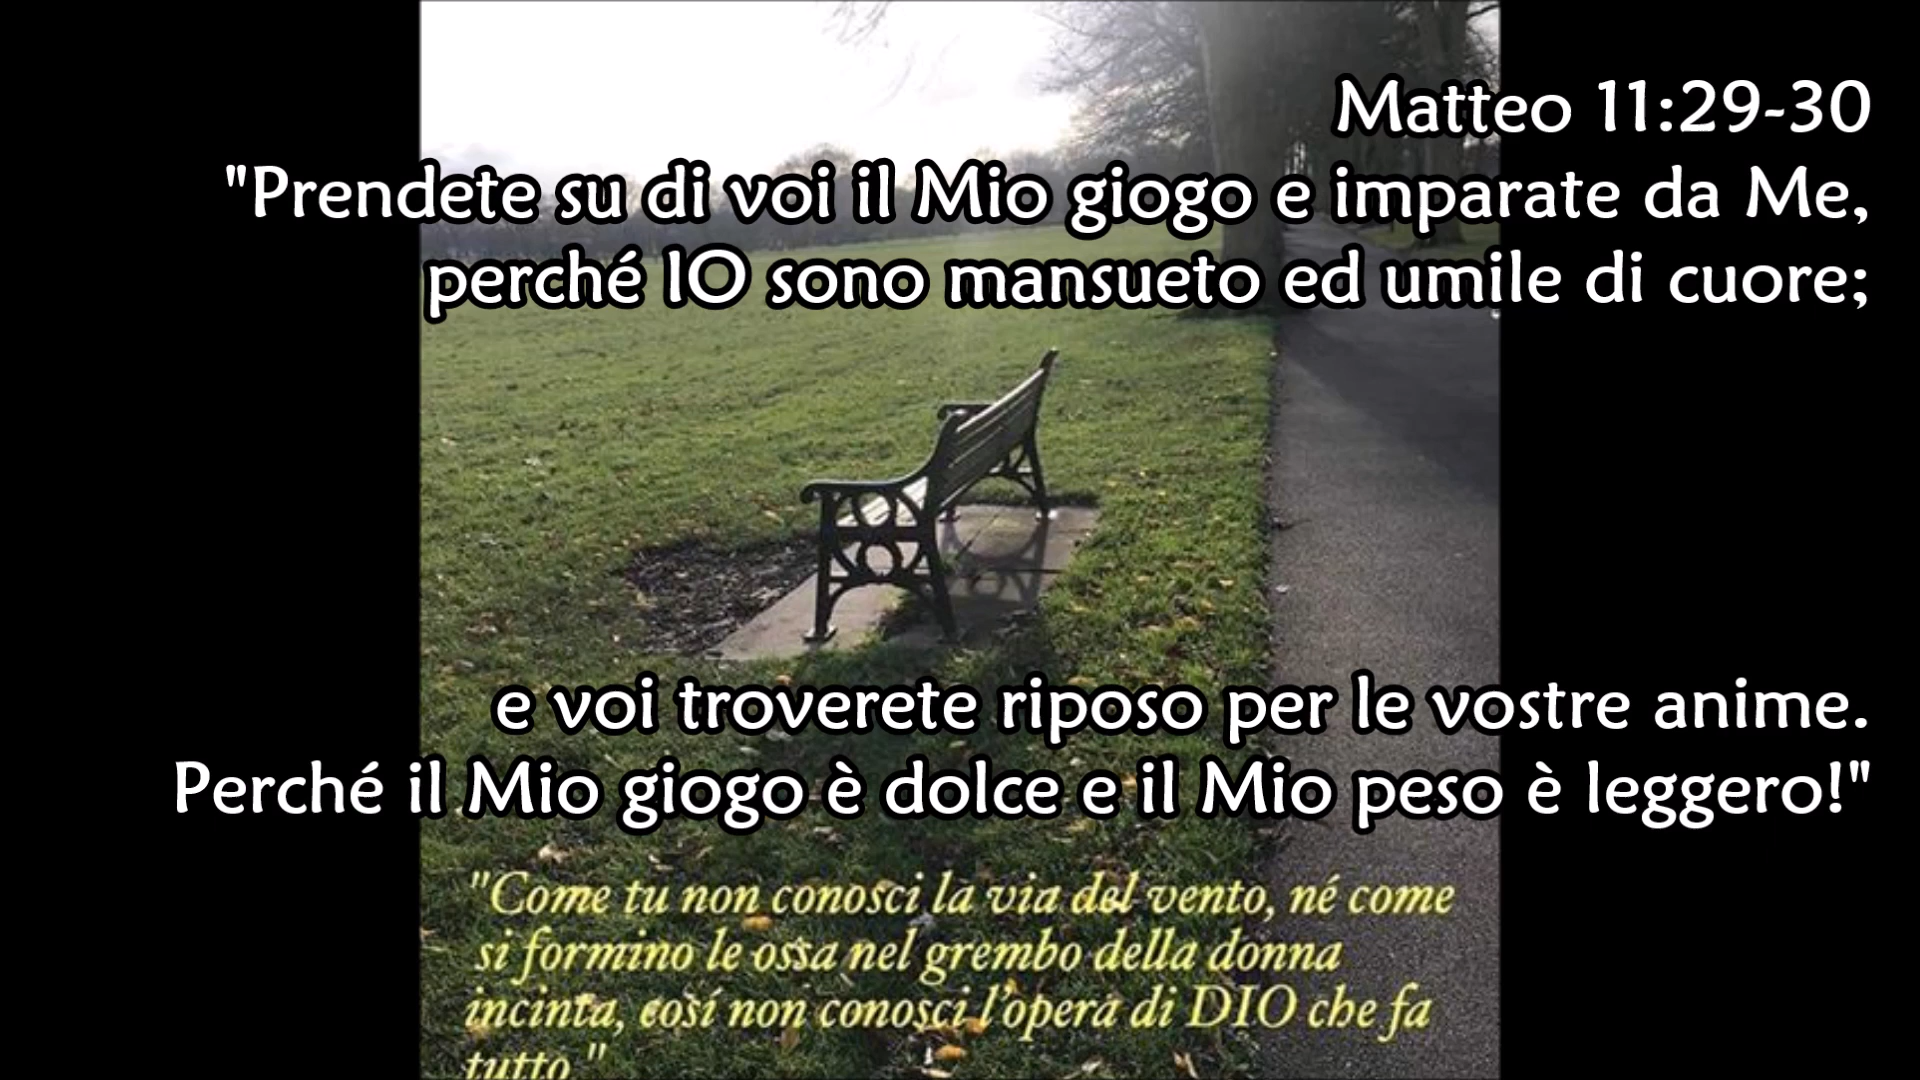 Matteo 11:29-30
"Prendete su di voi il Mio giogo e imparate da Me,
perché IO sono mansueto ed umile di cuore;
e voi troverete riposo per le vostre anime.
Perché il Mio giogo è dolce e il Mio peso è leggero!"
"Come tu non conosci la via del vento, né come
si formino le ossa nel grembo della donna
incinta, cosí non conosci l'opera di DIO che fa
tutto."